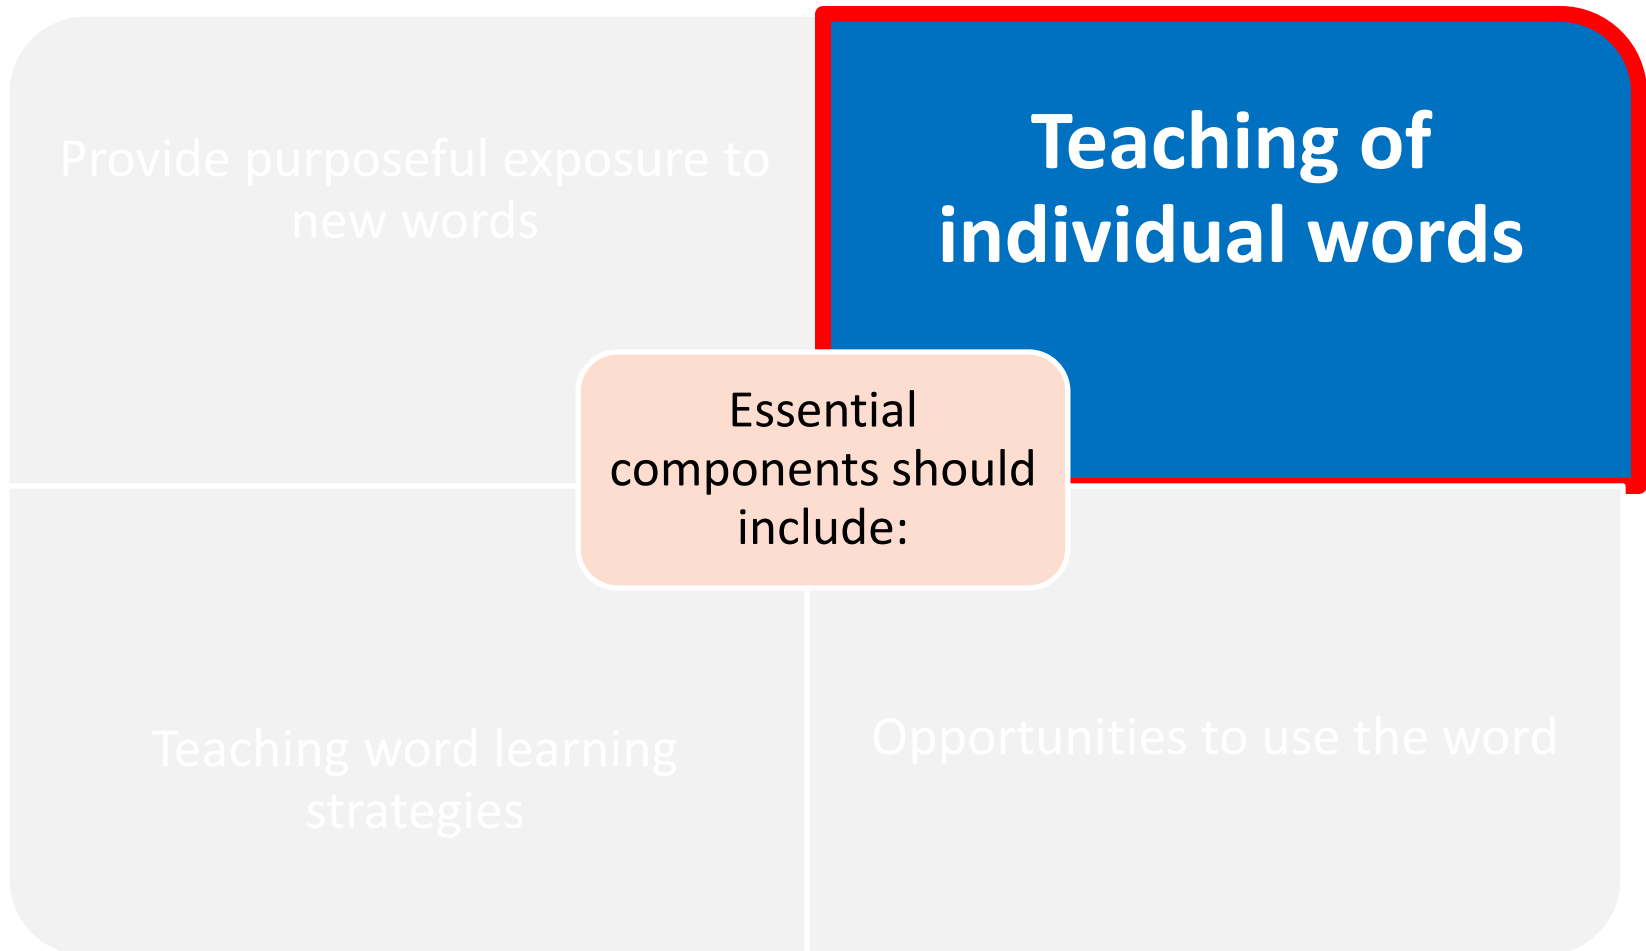 Provide purposeful exposure to
new words
Teaching of
individual words
Essential
components should
include:
Teaching word learning
strategies
Opportunities to use the word